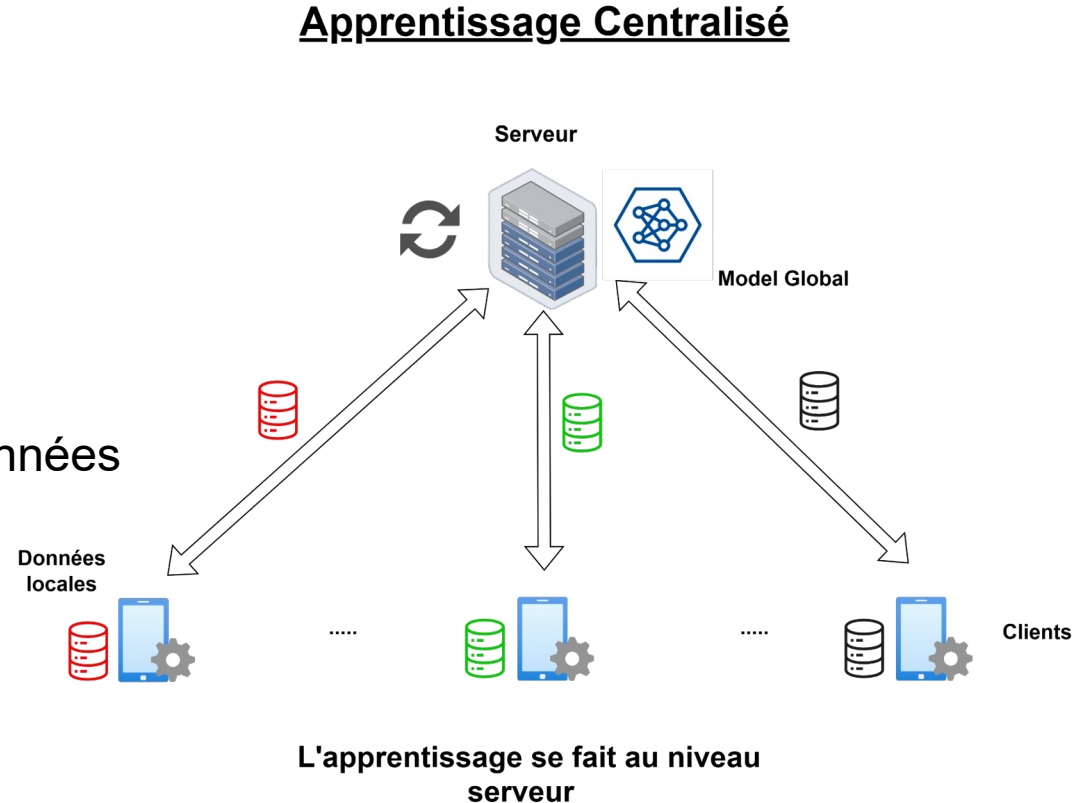 Apprentissage Centralisé
Serveur
Model Global
nnées
Données
locales
.....
.....
Clients
L'apprentissage se fait au niveau
serveur